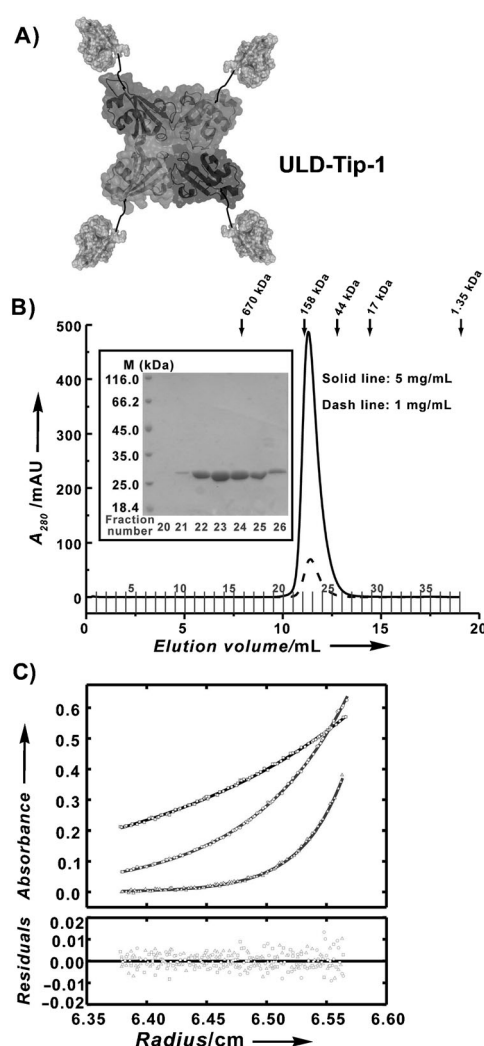 A)
ULD-Tip-1
B)
670 kDa
158 kDa
44 kDa
17 kDa
1.35 kDa
500
400
300
200
100
0
A280 /mAU
M (kDa)
116.0
66.2
45.0
35.0
25.0
18.4
Fraction number
20 21 22 23 24 25 26
Solid line: 5 mg/mL
Dash line: 1 mg/mL
5 10 15 20 25 30 35
0 5 10 15 20
Elution volume/mL
C)
0.6
0.5
0.4
0.3
0.2
0.1
0.0
Absorbance
0.02
0.01
0.00
−0.01
−0.02
Residuals
6.35 6.40 6.45 6.50 6.55 6.60
Radius/cm